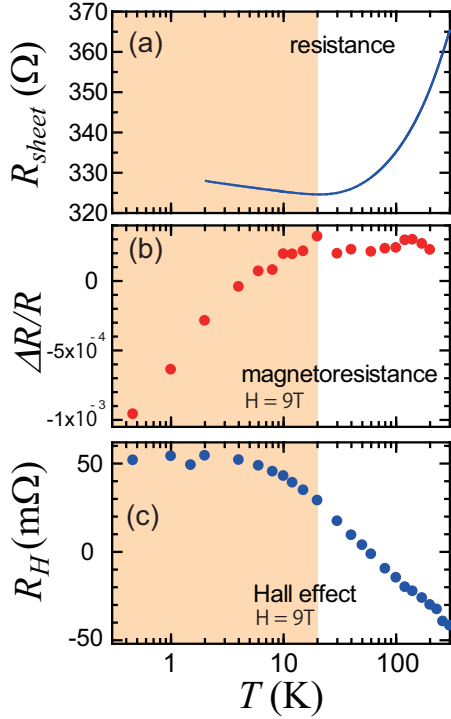 370
360
350
340
330
320
R_sheet (Ω)
(a)
resistance
0
-5x10⁻⁴
-1x10⁻³
ΔR/R
(b)
magnetoresistance
H = 9T
50
0
-50
R_H (mΩ)
(c)
Hall effect
H = 9T
1
10
100
T (K)